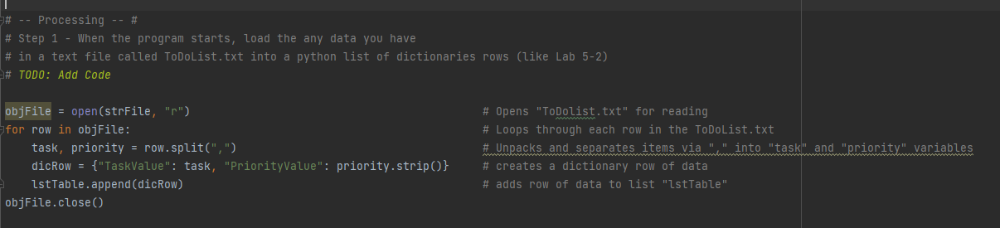 # -- Processing -- #
# Step 1 - When the program starts, load the any data you have
# in a text file called ToDoList.txt into a python list of dictionaries rows (like Lab 5-2)
# TODO: Add Code
objFile = open(strFile, "r") # Opens "ToDolist.txt" for reading
for row in objFile: # Loops through each row in the ToDoList.txt
task, priority = row.split(",") # Unpacks and separates items via "," into "task" and "priority" variables
dicRow = {"TaskValue": task, "PriorityValue": priority.strip()} # creates a dictionary row of data
lstTable.append(dicRow) # adds row of data to list "lstTable"
objFile.close()